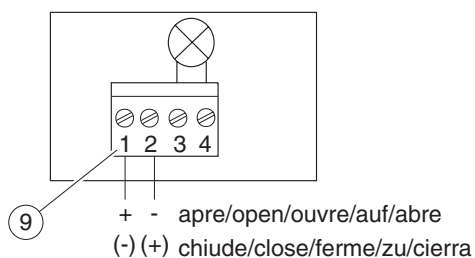 1 2 3 4
9
+ - apre/open/ouvre/auf/abre
(-) (+) chiude/close/ferme/zu/cierra